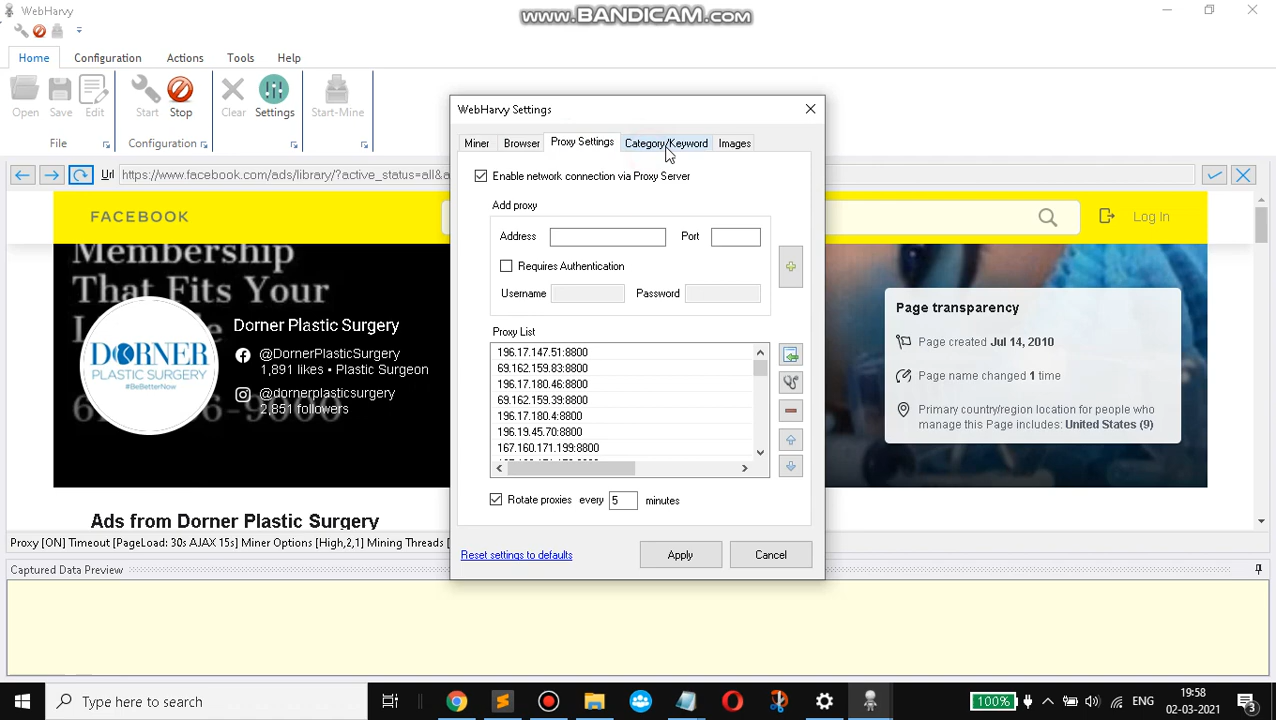 WebHarvy
www.BANDICAM.com
Home Configuration Actions Tools Help
Open Save Edit Start Stop Clear Settings Start-Mine
File Configuration
Url https://www.facebook.com/ads/library/?active_status=all&a
FACEBOOK
Log In
Membership
That Fits Your
Dorner Plastic Surgery
@DornerPlasticSurgery
1,891 likes • Plastic Surgeon
@dornerplasticsurgery
2,851 followers
DORNER
PLASTIC SURGERY
#BeBetterNow
Page transparency
Page created Jul 14, 2010
Page name changed 1 time
Primary country/region location for people who
manage this Page includes: United States (9)
Ads from Dorner Plastic Surgery
WebHarvy Settings
Miner Browser Proxy Settings Category/Keyword Images
Enable network connection via Proxy Server
Add proxy
Address Port
Requires Authentication
Username Password
Proxy List
196.17.147.51:8800
69.162.159.83:8800
196.17.180.46:8800
69.162.159.39:8800
196.17.180.4:8800
196.19.45.70:8800
167.160.171.199:8800
Rotate proxies every 5 minutes
Reset settings to defaults Apply Cancel
Proxy [ON] Timeout [PageLoad: 30s AJAX 15s] Miner Options [High,2,1] Mining Threads [
Captured Data Preview
Type here to search
100%
ENG
19:58
02-03-2021
3